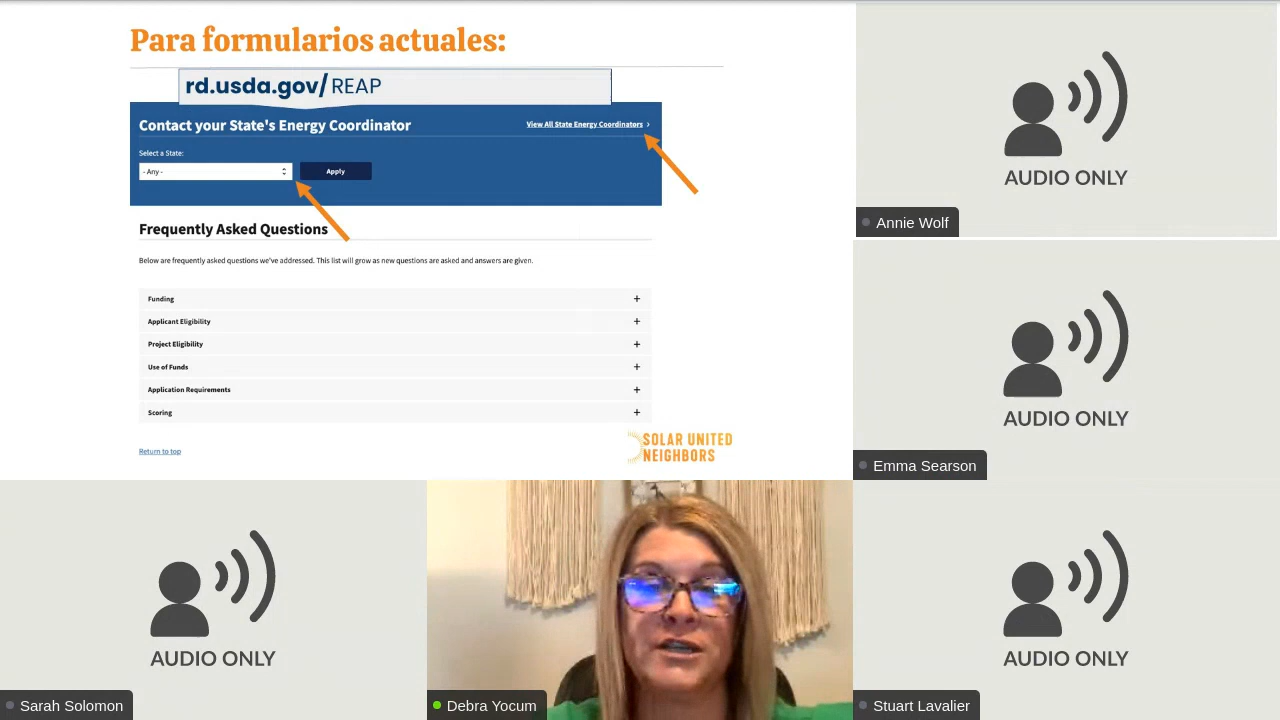 Para formularios actuales:
rd.usda.gov/REAP
Contact your State's Energy Coordinator
View All State Energy Coordinators
Select a State:
- Any -
Apply
Frequently Asked Questions
Below are frequently asked questions we've addressed. This list will grow as new questions are asked and answers are given.
Funding
Applicant Eligibility
Project Eligibility
Use of Funds
Application Requirements
Scoring
Return to top
SOLAR UNITED
NEIGHBORS
AUDIO ONLY
Annie Wolf
AUDIO ONLY
Emma Searson
AUDIO ONLY
Sarah Solomon
Debra Yocum
AUDIO ONLY
Stuart Lavalier